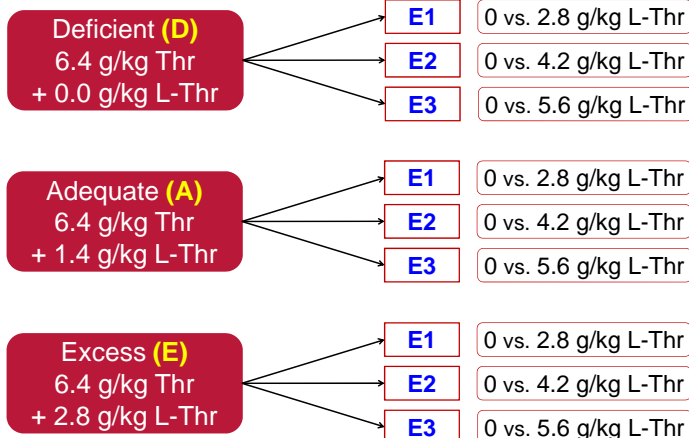 Deficient (D)
6.4 g/kg Thr
+ 0.0 g/kg L-Thr
E1 0 vs. 2.8 g/kg L-Thr
E2 0 vs. 4.2 g/kg L-Thr
E3 0 vs. 5.6 g/kg L-Thr
Adequate (A)
6.4 g/kg Thr
+ 1.4 g/kg L-Thr
E1 0 vs. 2.8 g/kg L-Thr
E2 0 vs. 4.2 g/kg L-Thr
E3 0 vs. 5.6 g/kg L-Thr
Excess (E)
6.4 g/kg Thr
+ 2.8 g/kg L-Thr
E1 0 vs. 2.8 g/kg L-Thr
E2 0 vs. 4.2 g/kg L-Thr
E3 0 vs. 5.6 g/kg L-Thr